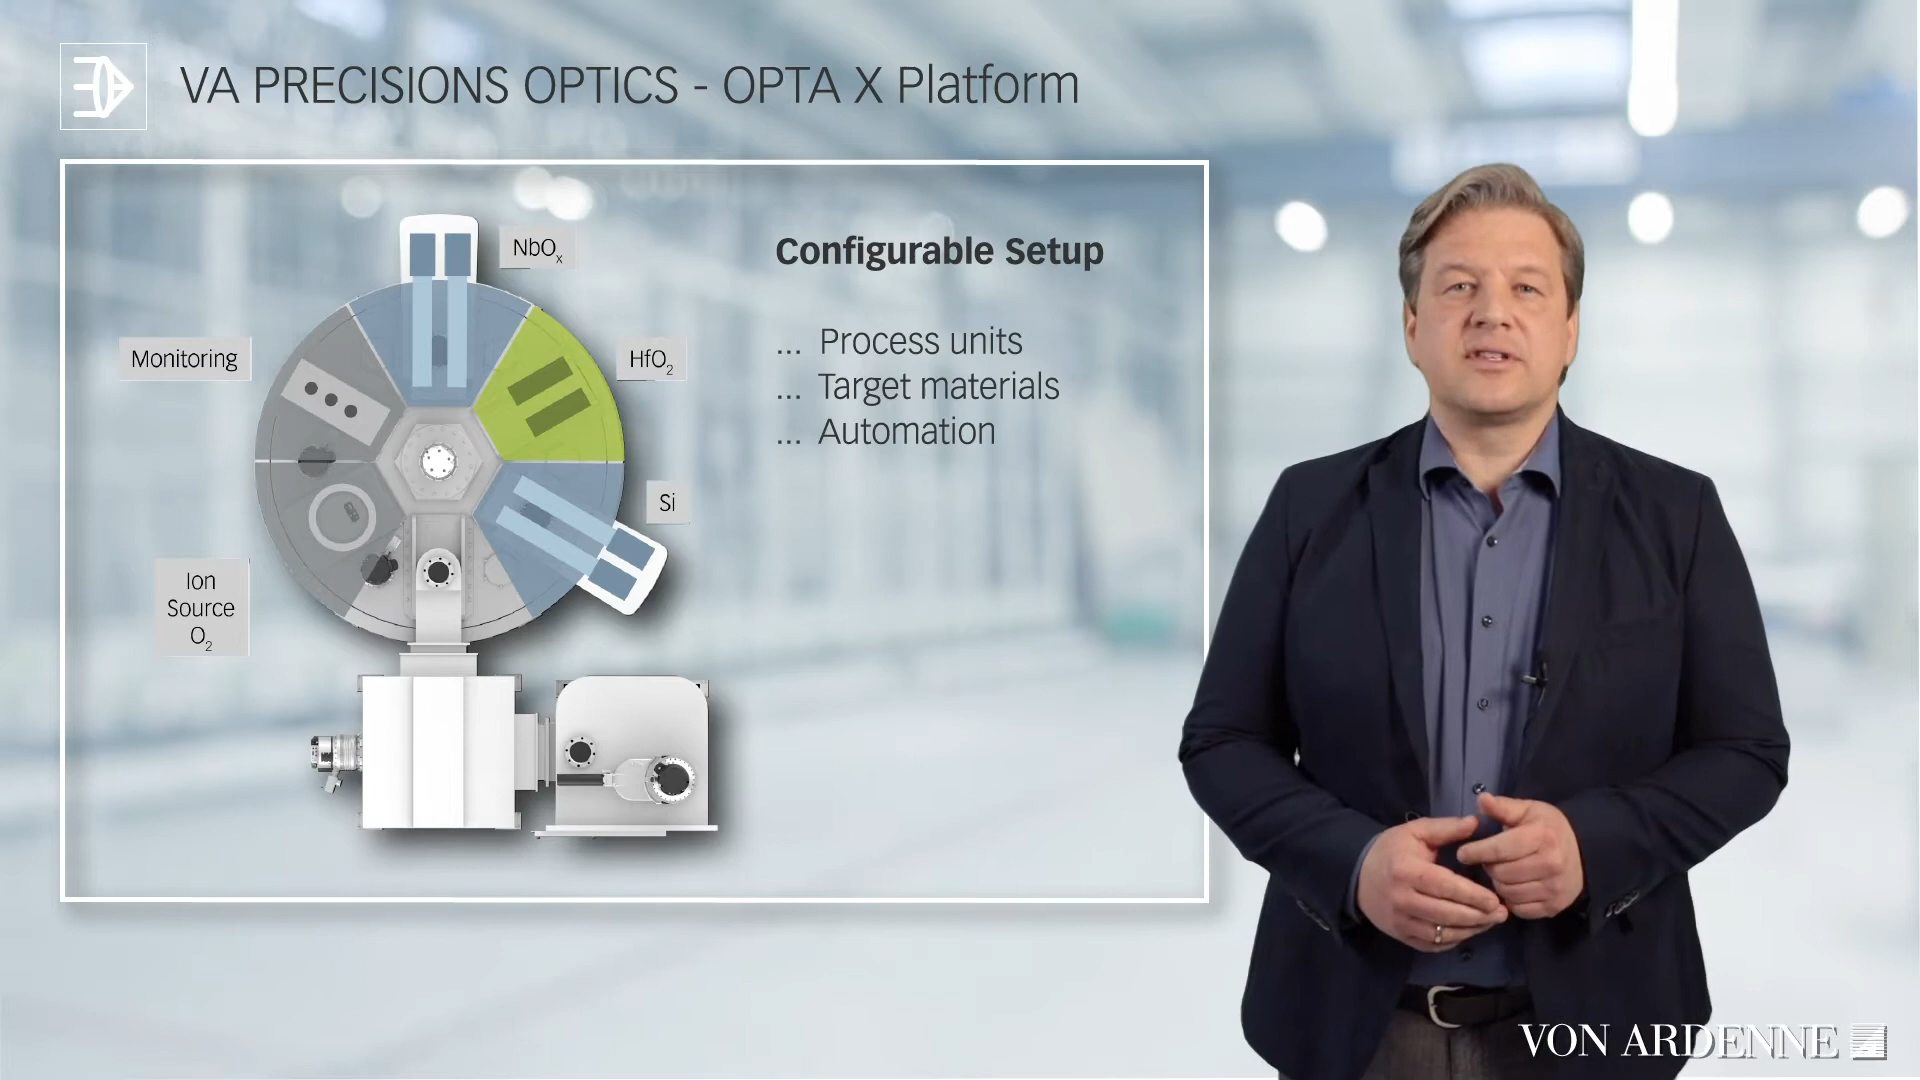 VA PRECISIONS OPTICS - OPTA X Platform
NbOₓ
Monitoring
HfO₂
Si
Ion
Source
O₂
Configurable Setup
... Process units
... Target materials
... Automation
VON ARDENNE